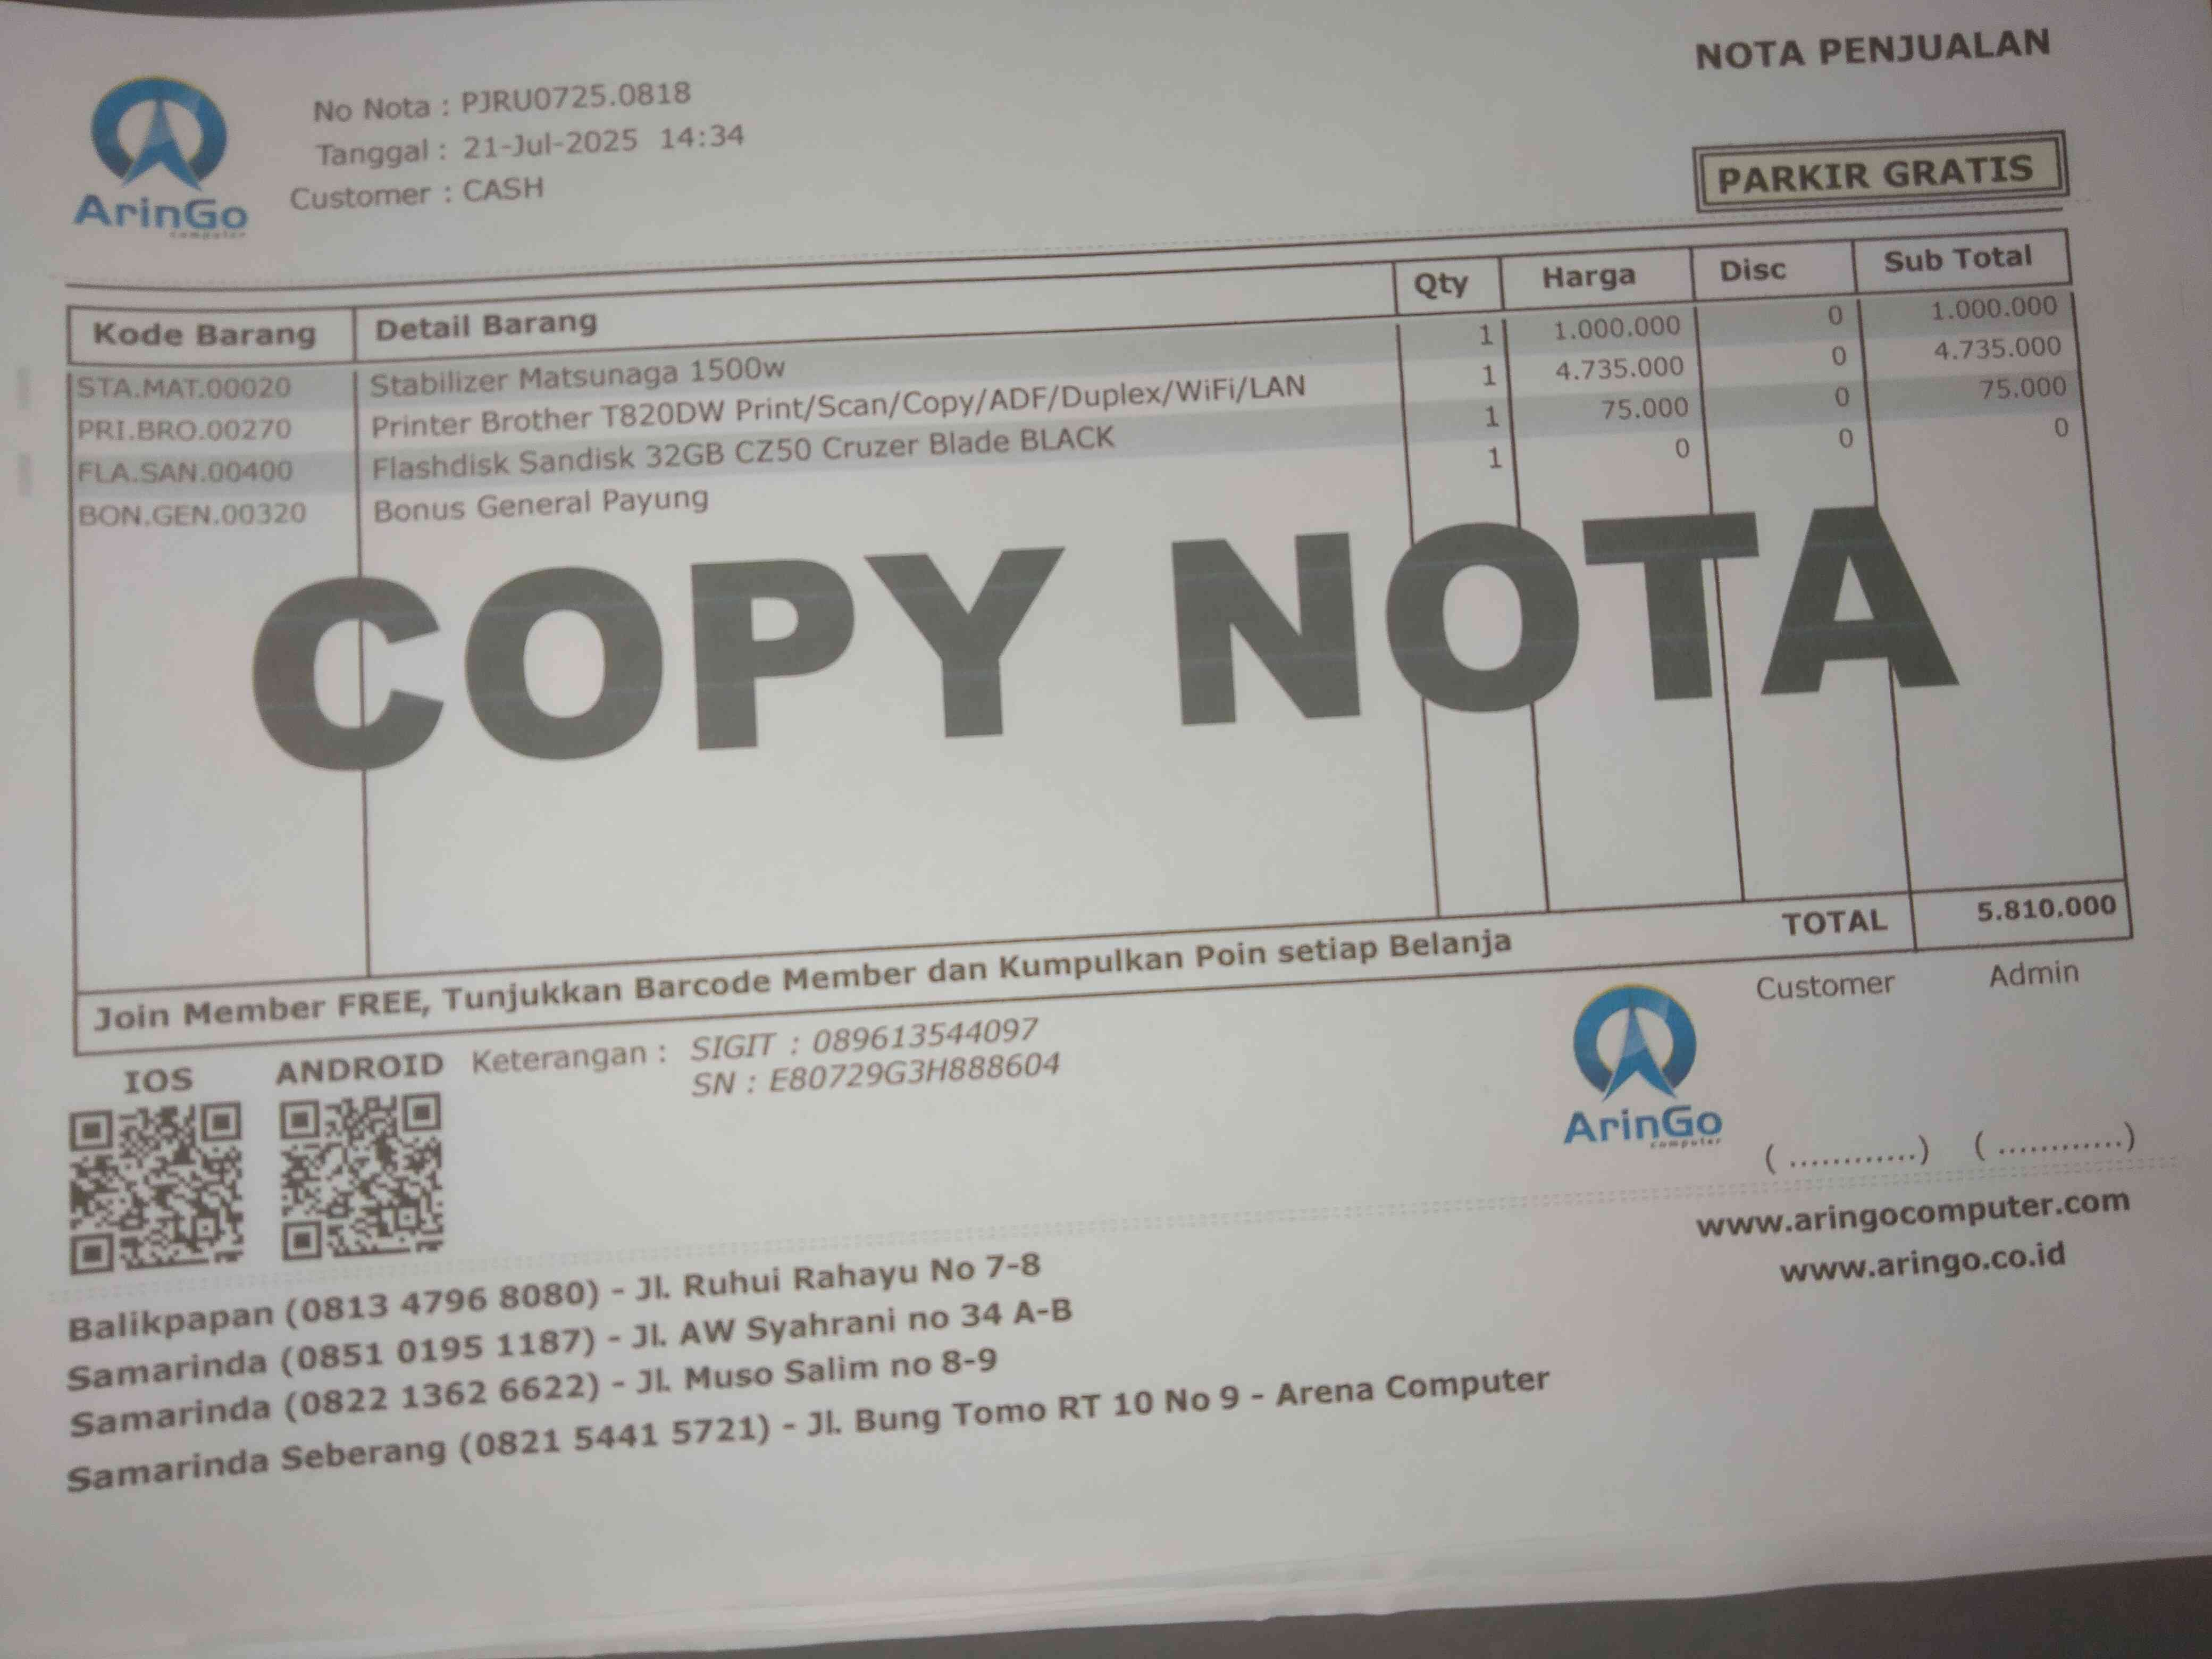 NOTA PENJUALAN
ArinGo
computer
No Nota : PJRU0725.0818
Tanggal : 21-Jul-2025 14:34
Customer : CASH
PARKIR GRATIS
Kode Barang Detail Barang Qty Harga Disc Sub Total
STA.MAT.00020 Stabilizer Matsunaga 1500w 1 1.000.000 0 1.000.000
PRI.BRO.00270 Printer Brother T820DW Print/Scan/Copy/ADF/Duplex/WiFi/LAN 1 4.735.000 0 4.735.000
FLA.SAN.00400 Flashdisk Sandisk 32GB CZ50 Cruzer Blade BLACK 1 75.000 0 75.000
BON.GEN.00320 Bonus General Payung 1 0 0 0
COPY NOTA
TOTAL 5.810.000
Join Member FREE, Tunjukkan Barcode Member dan Kumpulkan Poin setiap Belanja
IOS ANDROID
Keterangan : SIGIT : 089613544097
SN : E80729G3H888604
ArinGo
computer
Customer Admin
( ............) ( ............)
www.aringocomputer.com
www.aringo.co.id
Balikpapan (0813 4796 8080) - Jl. Ruhui Rahayu No 7-8
Samarinda (0851 0195 1187) - Jl. AW Syahrani no 34 A-B
Samarinda (0822 1362 6622) - Jl. Muso Salim no 8-9
Samarinda Seberang (0821 5441 5721) - Jl. Bung Tomo RT 10 No 9 - Arena Computer